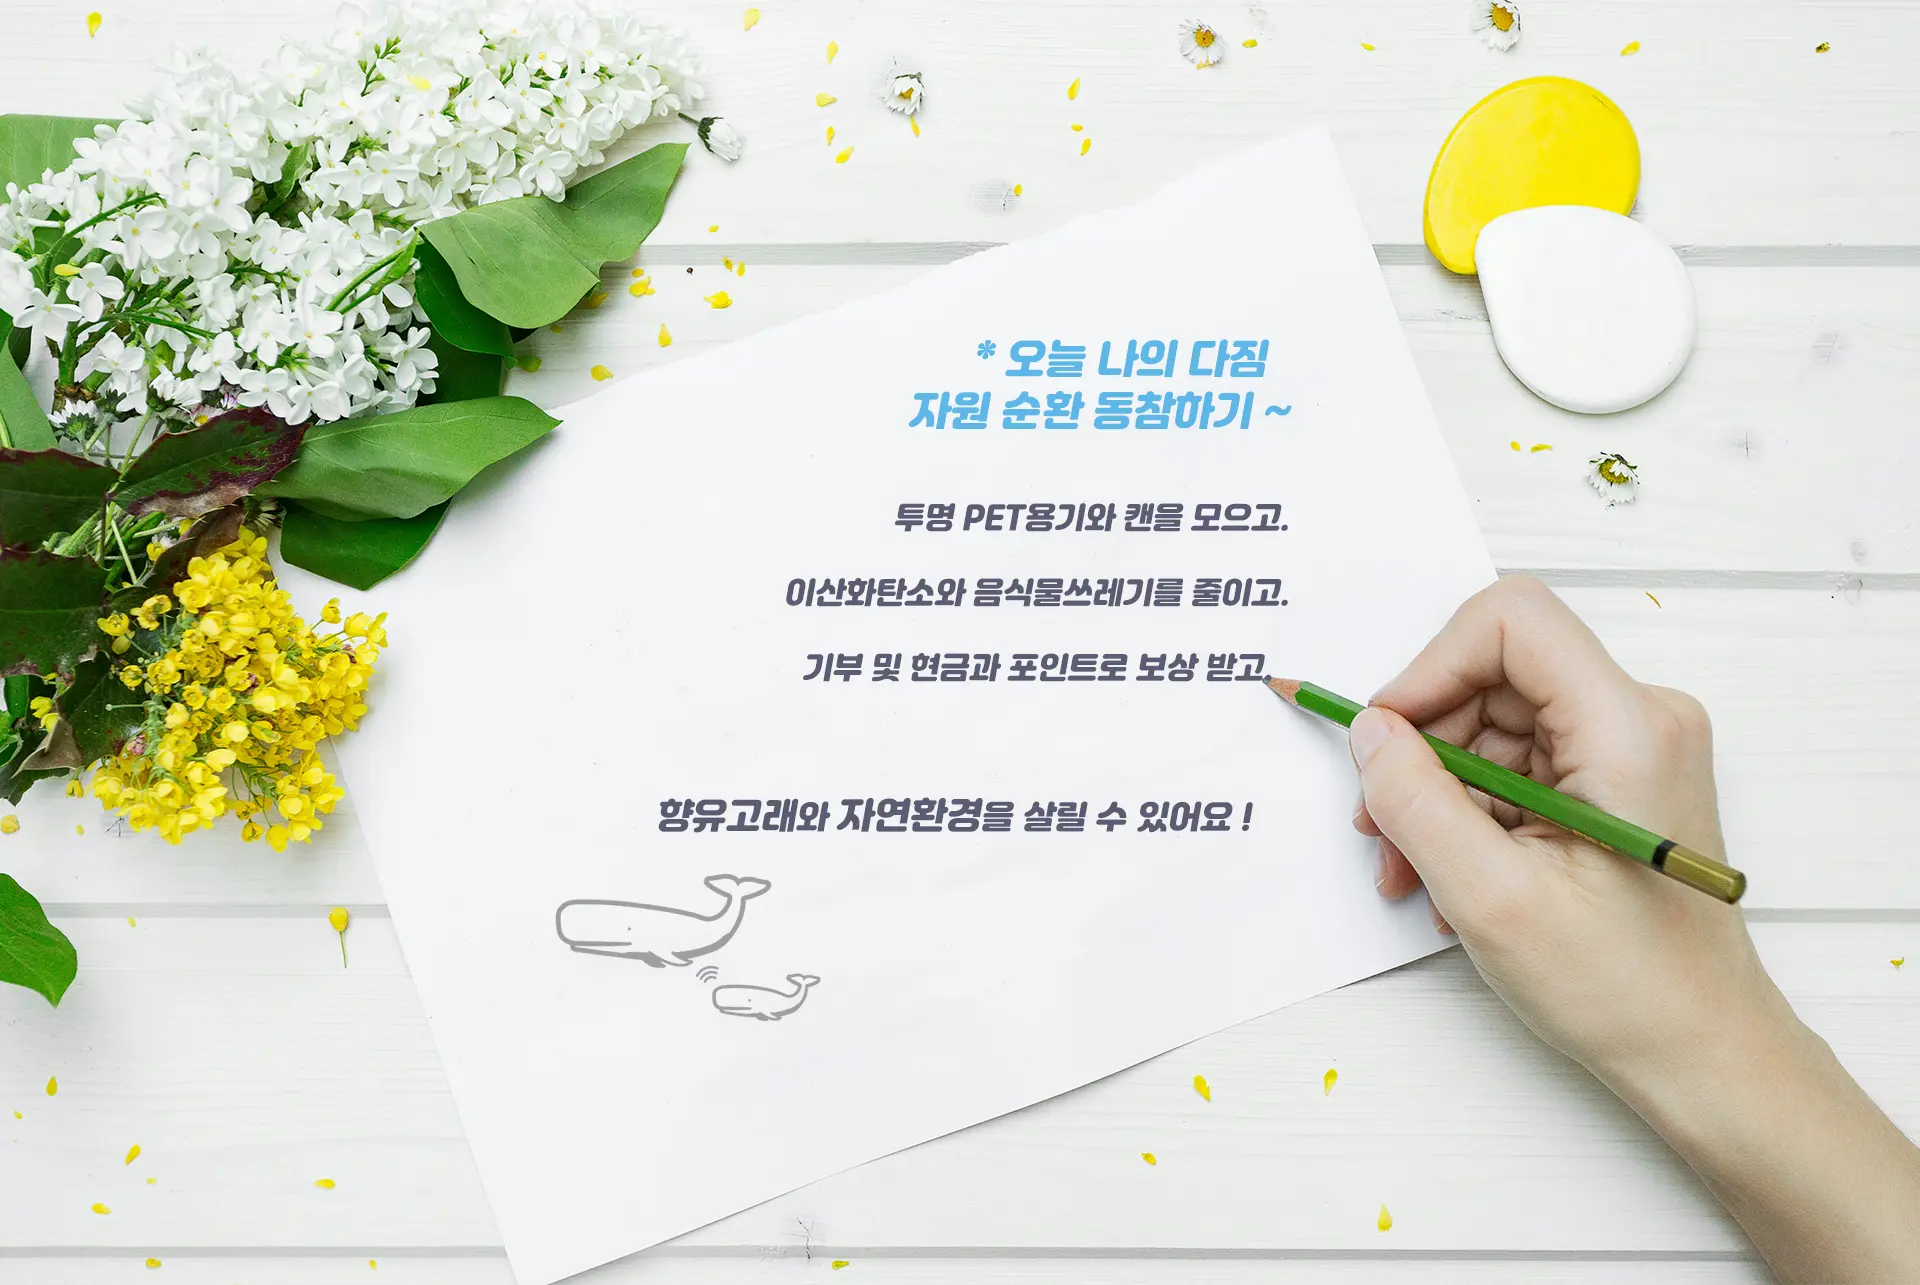 * 오늘 나의 다짐
자원 순환 동참하기 ~
투명 PET용기와 캔을 모으고.
이산화탄소와 음식물쓰레기를 줄이고.
기부 및 현금과 포인트로 보상 받고.
향유고래와 자연환경을 살릴 수 있어요 !